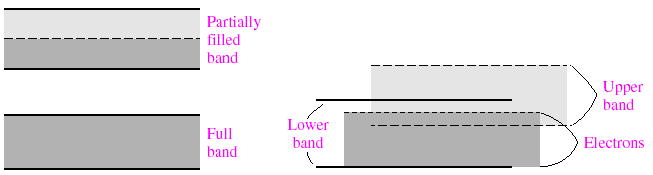 Partially
filled
band
Full
band
Lower
band
Upper
band
Electrons